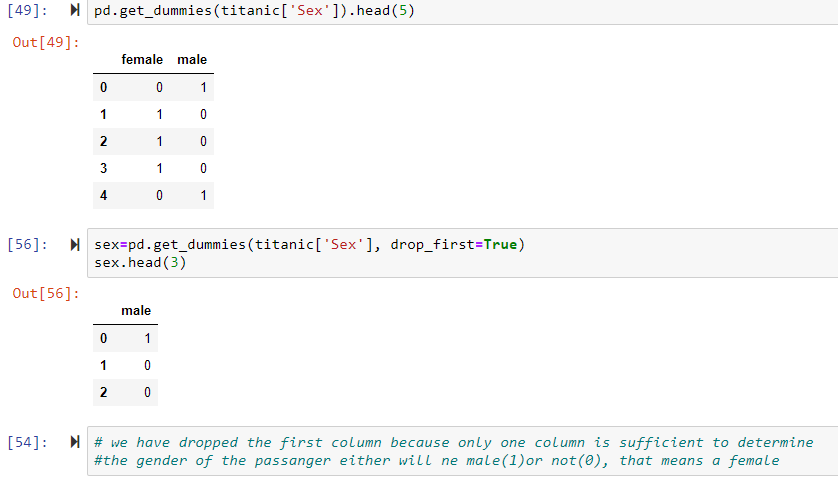 [49]: pd.get_dummies(titanic['Sex']).head(5)
Out[49]:
female male
0 0 1
1 1 0
2 1 0
3 1 0
4 0 1
[56]: sex=pd.get_dummies(titanic['Sex'], drop_first=True)
sex.head(3)
Out[56]:
male
0 1
1 0
2 0
[54]: # we have dropped the first column because only one column is sufficient to determine
#the gender of the passanger either will ne male(1)or not(0), that means a female